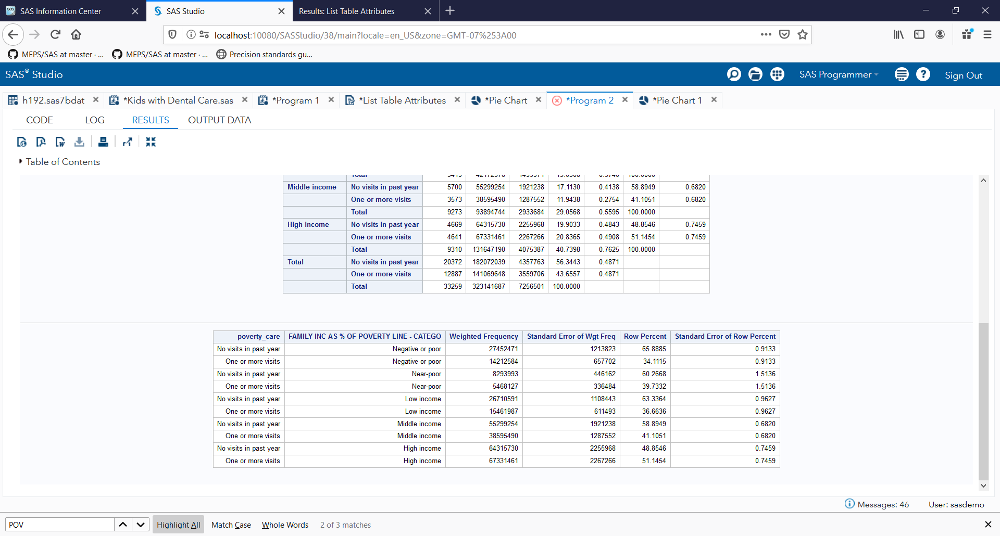 SAS Information Center
SAS Studio
Results: List Table Attributes
localhost:10080/SASStudio/38/main?locale=en_US&zone=GMT-07%253A00
MEPS/SAS at master · ...
MEPS/SAS at master · ...
Precision standards gu...
SAS® Studio
SAS Programmer
Sign Out
h192.sas7bdat
*Kids with Dental Care.sas
*Program 1
*List Table Attributes
*Pie Chart
*Program 2
*Pie Chart 1
CODE LOG RESULTS OUTPUT DATA
Table of Contents
Total 3415 42172578 1455571 13.0508 0.5740 100.0000
Middle income No visits in past year 5700 55299254 1921238 17.1130 0.4138 58.8949 0.6820
One or more visits 3573 38595490 1287552 11.9438 0.2754 41.1051 0.6820
Total 9273 93894744 2933684 29.0568 0.5595 100.0000
High income No visits in past year 4669 64315730 2255968 19.9033 0.4843 48.8546 0.7459
One or more visits 4641 67331461 2267266 20.8365 0.4908 51.1454 0.7459
Total 9310 131647190 4075387 40.7398 0.7625 100.0000
Total No visits in past year 20372 182072039 4357763 56.3443 0.4871
One or more visits 12887 141069648 3559706 43.6557 0.4871
Total 33259 323141687 7256501 100.0000
poverty_care FAMILY INC AS % OF POVERTY LINE - CATEGO Weighted Frequency Standard Error of Wgt Freq Row Percent Standard Error of Row Percent
No visits in past year Negative or poor 27452471 1213823 65.8885 0.9133
One or more visits Negative or poor 14212584 657702 34.1115 0.9133
No visits in past year Near-poor 8293993 446162 60.2668 1.5136
One or more visits Near-poor 5468127 336484 39.7332 1.5136
No visits in past year Low income 26710591 1108443 63.3364 0.9627
One or more visits Low income 15461987 611493 36.6636 0.9627
No visits in past year Middle income 55299254 1921238 58.8949 0.6820
One or more visits Middle income 38595490 1287552 41.1051 0.6820
No visits in past year High income 64315730 2255968 48.8546 0.7459
One or more visits High income 67331461 2267266 51.1454 0.7459
Messages: 46
User: sasdemo
POV
Highlight All
Match Case
Whole Words
2 of 3 matches